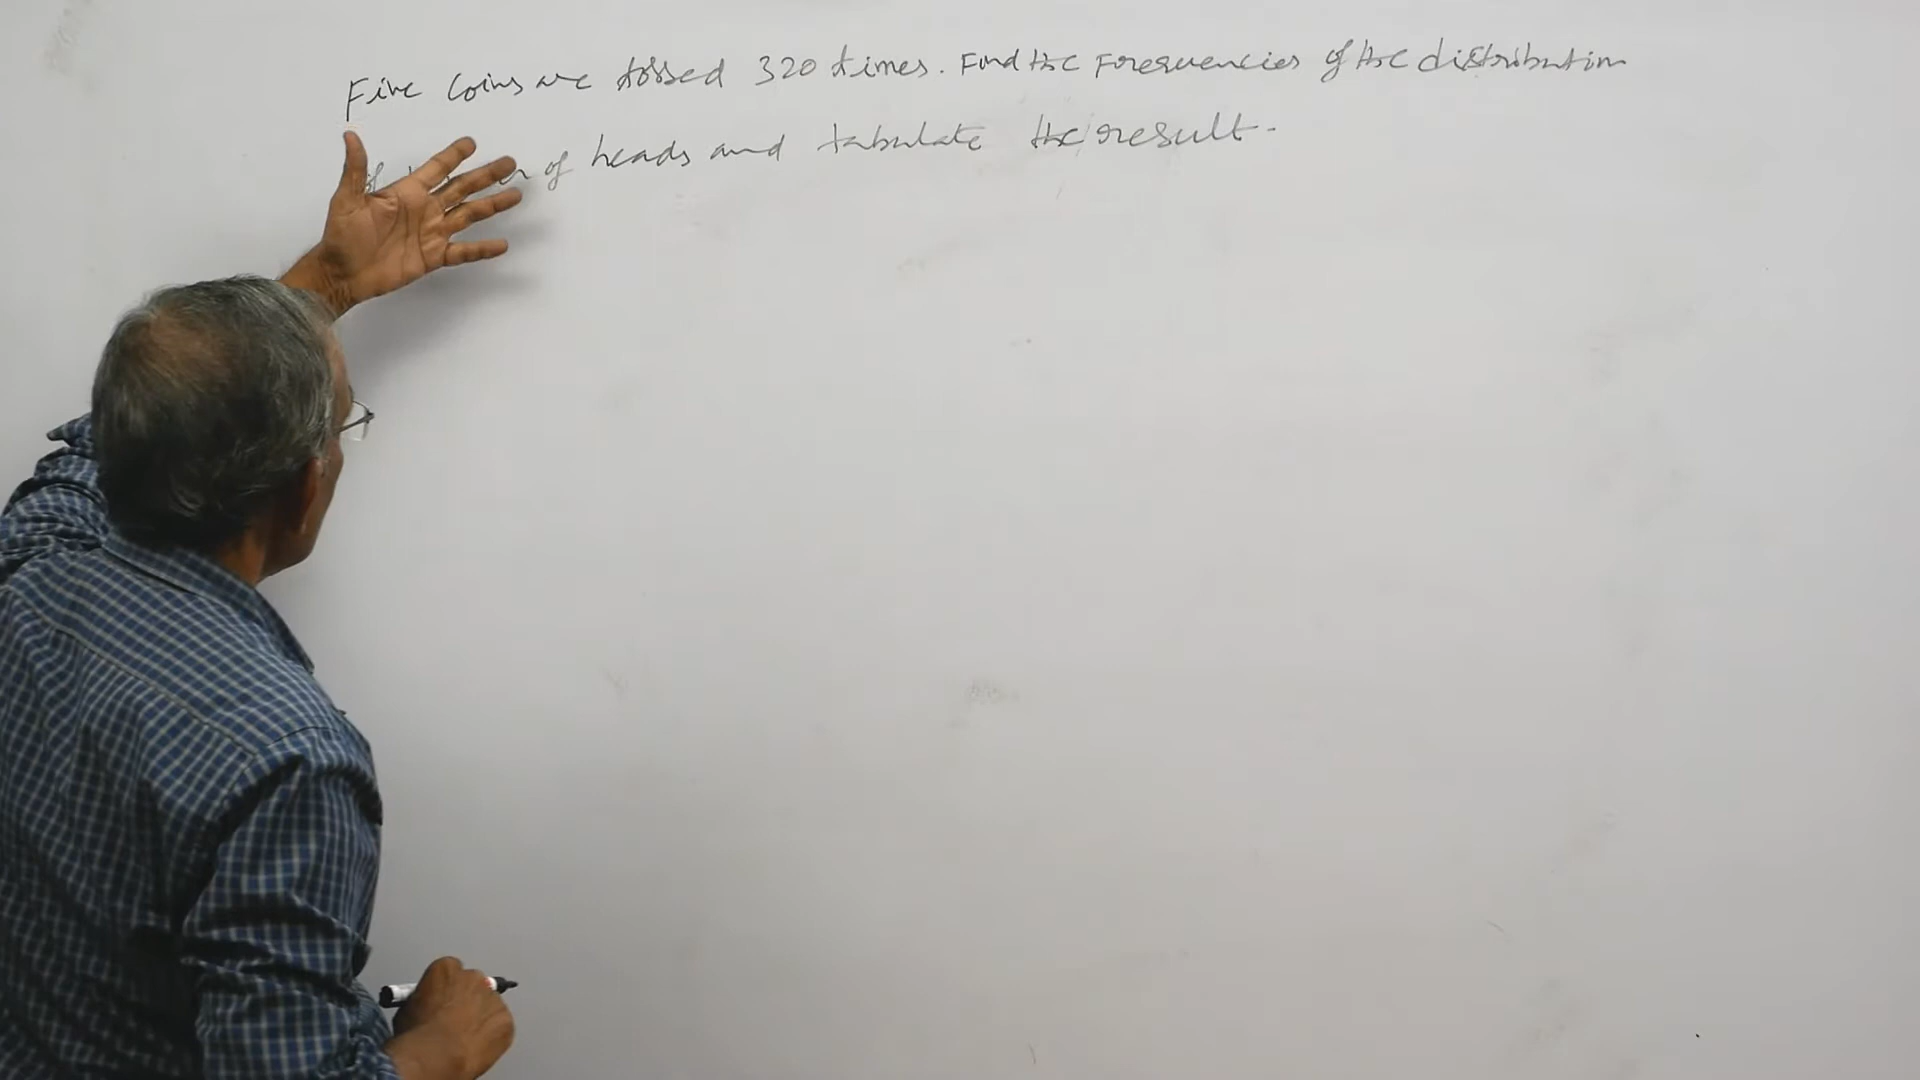 Five coins are tossed 320 times. Find the Frequencies of the distribution
of heads and tabulate the result.